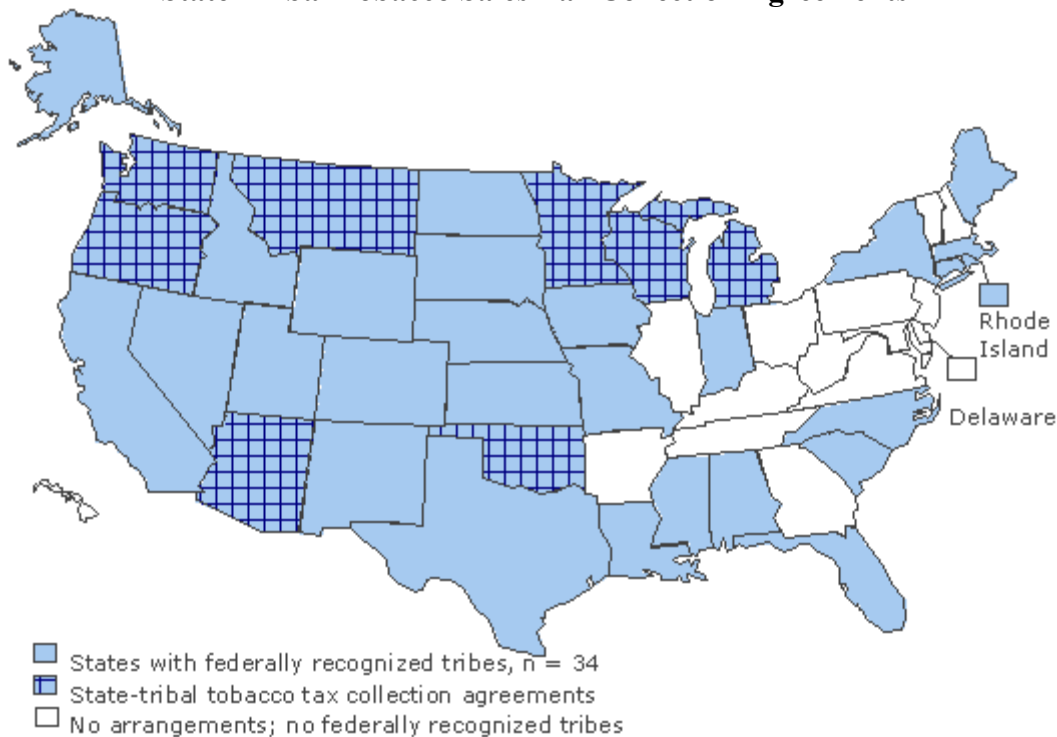 Rhode
Island
Delaware
States with federally recognized tribes, n = 34
State-tribal tobacco tax collection agreements
No arrangements; no federally recognized tribes